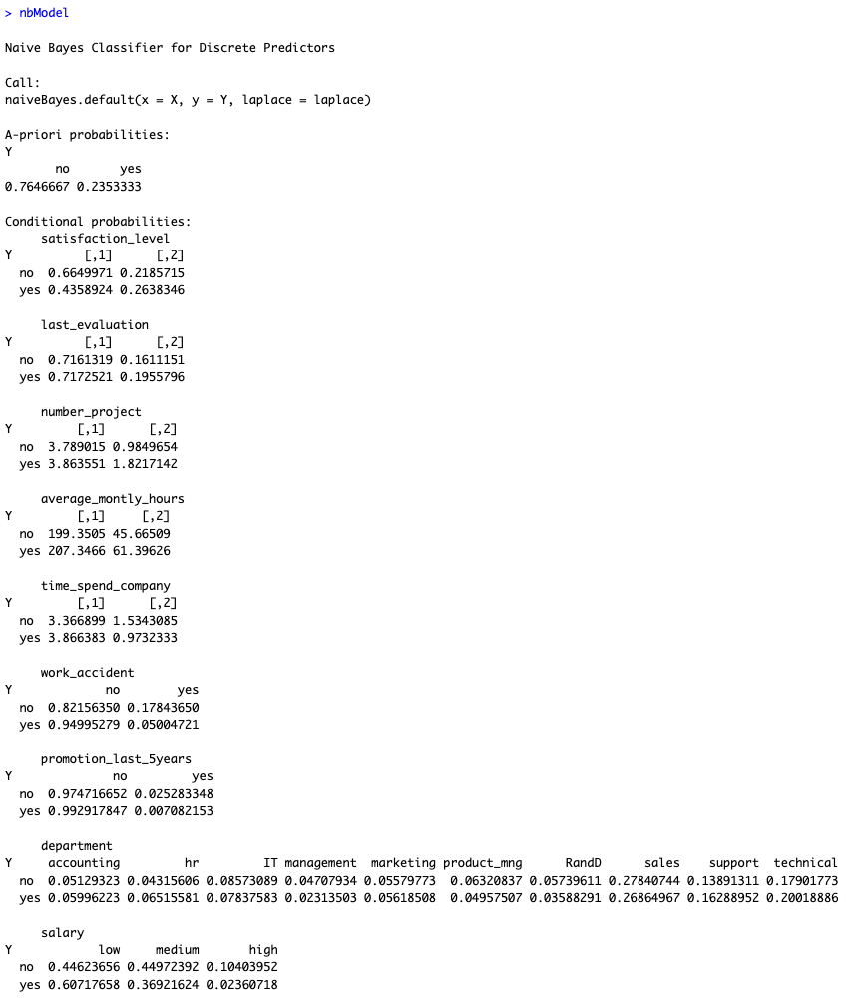 > nbModel
Naive Bayes Classifier for Discrete Predictors
Call:
naiveBayes.default(x = X, y = Y, laplace = laplace)
A-priori probabilities:
Y
       no       yes
0.7646667 0.2353333
Conditional probabilities:
     satisfaction_level
Y          [,1]      [,2]
  no  0.6649971 0.2185715
  yes 0.4358924 0.2638346
     last_evaluation
Y          [,1]      [,2]
  no  0.7161319 0.1611151
  yes 0.7172521 0.1955796
     number_project
Y         [,1]      [,2]
  no  3.789015 0.9849654
  yes 3.863551 1.8217142
     average_montly_hours
Y         [,1]     [,2]
  no  199.3505 45.66509
  yes 207.3466 61.39626
     time_spend_company
Y         [,1]      [,2]
  no  3.366899 1.5343085
  yes 3.866383 0.9732333
     work_accident
Y             no        yes
  no  0.82156350 0.17843650
  yes 0.94995279 0.05004721
     promotion_last_5years
Y              no         yes
  no  0.974716652 0.025283348
  yes 0.992917847 0.007082153
     department
Y     accounting         hr         IT management  marketing product_mng      RandD      sales    support  technical
  no  0.05129323 0.04315606 0.08573089 0.04707934 0.05579773  0.06320837 0.05739611 0.27840744 0.13891311 0.17901773
  yes 0.05996223 0.06515581 0.07837583 0.02313503 0.05618508  0.04957507 0.03588291 0.26864967 0.16288952 0.20018886
     salary
Y            low     medium       high
  no  0.44623656 0.44972392 0.10403952
  yes 0.60717658 0.36921624 0.02360718